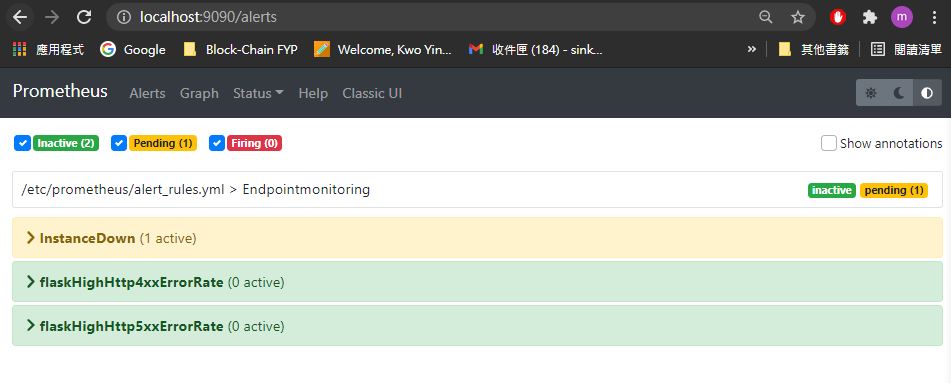 localhost:9090/alerts
m
應用程式 Google Block-Chain FYP Welcome, Kwo Yin... 收件匣 (184) – sink... » 其他書籤 閱讀清單
Prometheus Alerts Graph Status Help Classic UI
Inactive (2) Pending (1) Firing (0) Show annotations
/etc/prometheus/alert_rules.yml > Endpointmonitoring inactive pending (1)
InstanceDown (1 active)
flaskHighHttp4xxErrorRate (0 active)
flaskHighHttp5xxErrorRate (0 active)